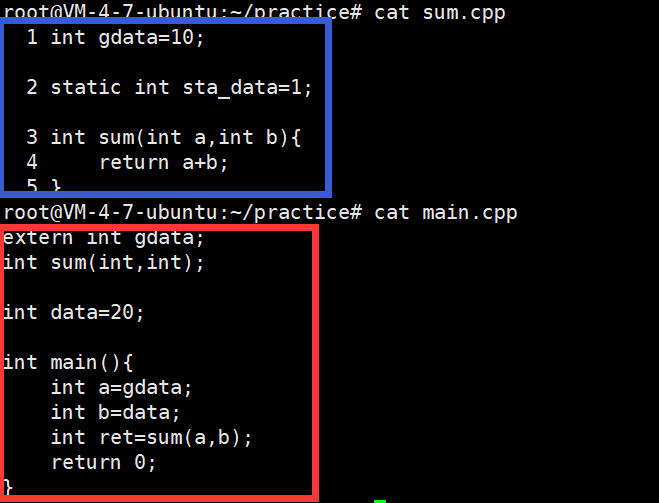 root@VM-4-7-ubuntu:~/practice# cat sum.cpp
1 int gdata=10;
2 static int sta_data=1;
3 int sum(int a,int b){
4     return a+b;
5 }
root@VM-4-7-ubuntu:~/practice# cat main.cpp
extern int gdata;
int sum(int,int);
int data=20;
int main(){
    int a=gdata;
    int b=data;
    int ret=sum(a,b);
    return 0;
}